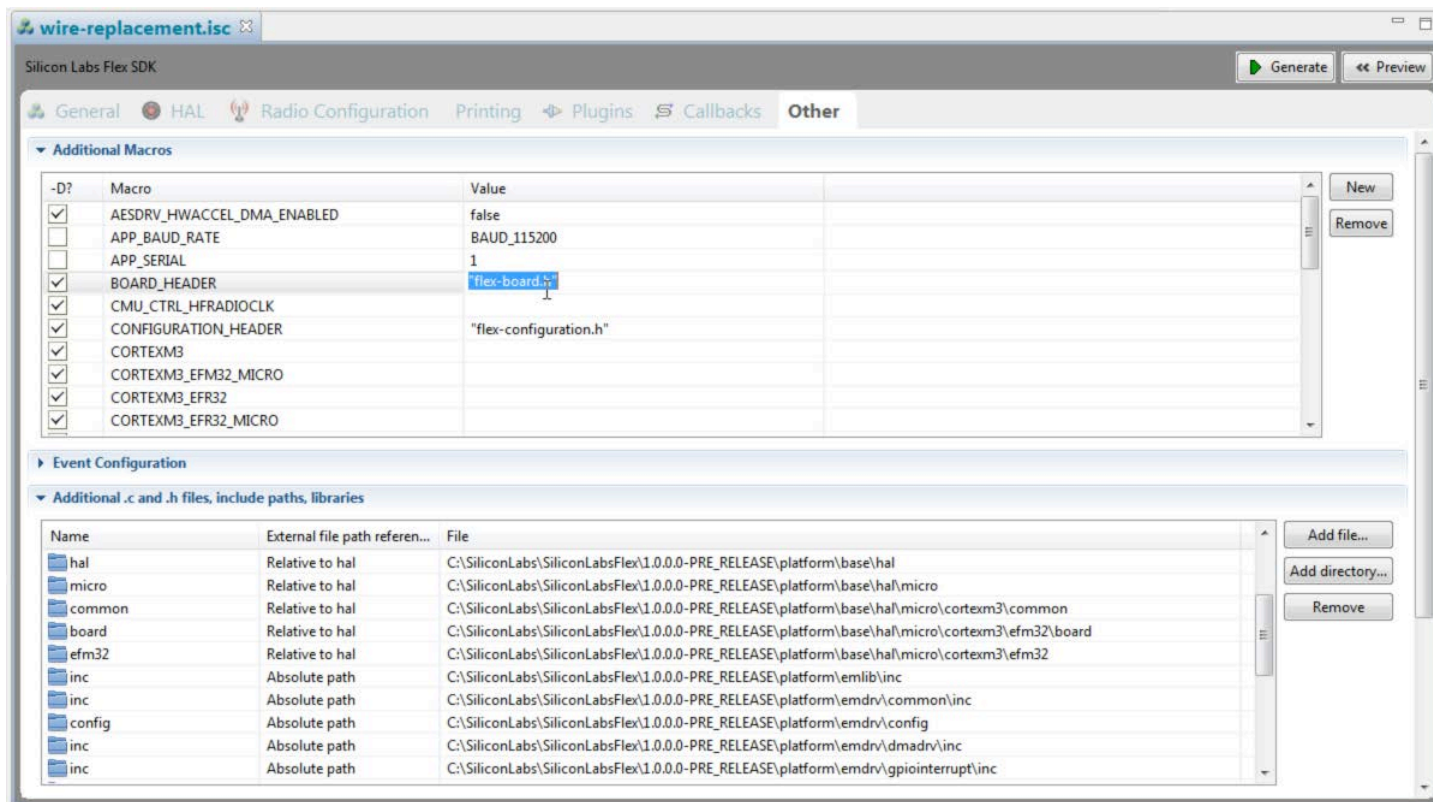 wire-replacement.isc
Silicon Labs Flex SDK Generate << Preview
General HAL Radio Configuration Printing Plugins Callbacks Other
Additional Macros
-D? Macro Value
AESDRV_HWACCEL_DMA_ENABLED false
APP_BAUD_RATE BAUD_115200
APP_SERIAL 1
BOARD_HEADER "flex-board.h"
CMU_CTRL_HFRADIOCLK
CONFIGURATION_HEADER "flex-configuration.h"
CORTEXM3
CORTEXM3_EFM32_MICRO
CORTEXM3_EFR32
CORTEXM3_EFR32_MICRO
New
Remove
Event Configuration
Additional .c and .h files, include paths, libraries
Name External file path referen... File
hal Relative to hal C:\SiliconLabs\SiliconLabsFlex\1.0.0.0-PRE_RELEASE\platform\base\hal
micro Relative to hal C:\SiliconLabs\SiliconLabsFlex\1.0.0.0-PRE_RELEASE\platform\base\hal\micro
common Relative to hal C:\SiliconLabs\SiliconLabsFlex\1.0.0.0-PRE_RELEASE\platform\base\hal\micro\cortexm3\common
board Relative to hal C:\SiliconLabs\SiliconLabsFlex\1.0.0.0-PRE_RELEASE\platform\base\hal\micro\cortexm3\efm32\board
efm32 Relative to hal C:\SiliconLabs\SiliconLabsFlex\1.0.0.0-PRE_RELEASE\platform\base\hal\micro\cortexm3\efm32
inc Absolute path C:\SiliconLabs\SiliconLabsFlex\1.0.0.0-PRE_RELEASE\platform\emlib\inc
inc Absolute path C:\SiliconLabs\SiliconLabsFlex\1.0.0.0-PRE_RELEASE\platform\emdrv\common\inc
config Absolute path C:\SiliconLabs\SiliconLabsFlex\1.0.0.0-PRE_RELEASE\platform\emdrv\config
inc Absolute path C:\SiliconLabs\SiliconLabsFlex\1.0.0.0-PRE_RELEASE\platform\emdrv\dmadrv\inc
inc Absolute path C:\SiliconLabs\SiliconLabsFlex\1.0.0.0-PRE_RELEASE\platform\emdrv\gpiointerrupt\inc
Add file...
Add directory...
Remove